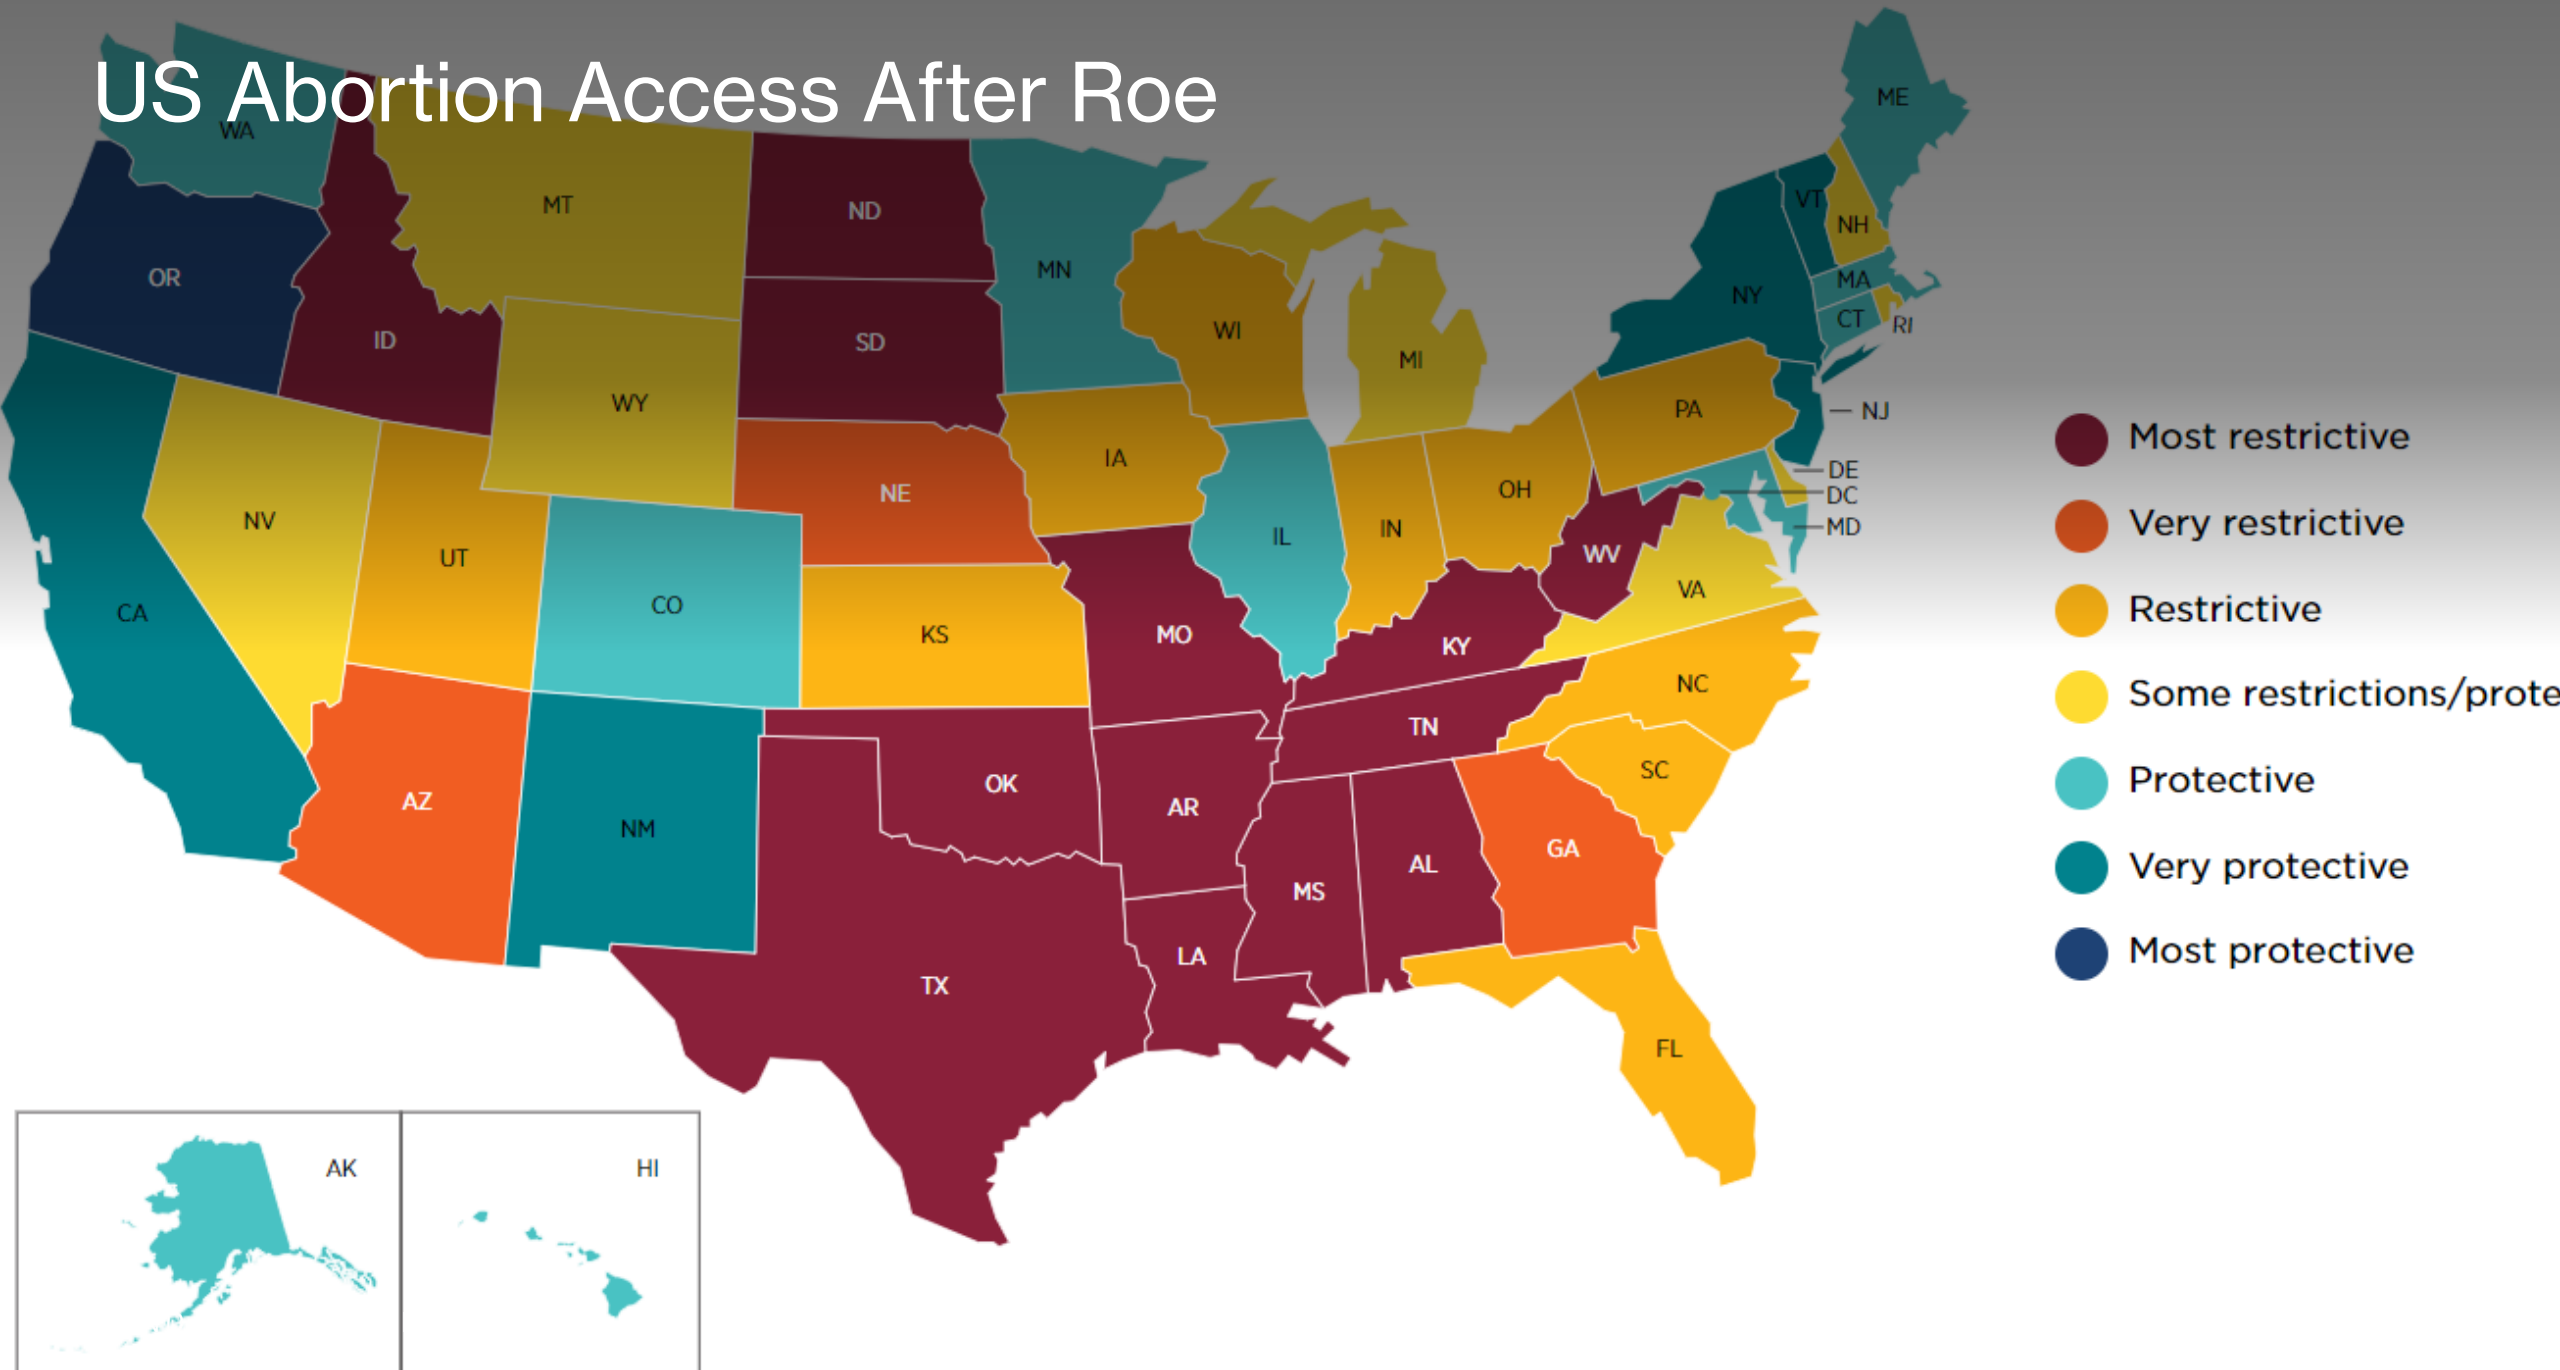 US Abortion Access After Roe
WA
ME
MT
ND
VT
NH
OR
MN
MA
NY
CT
RI
ID
SD
WI
MI
WY
PA
NJ
IA
DE
NE
OH
DC
NV
IN
MD
UT
IL
WV
CO
VA
CA
KS
MO
KY
NC
TN
SC
AZ
OK
AR
NM
GA
AL
MS
LA
TX
FL
AK
HI
Most restrictive
Very restrictive
Restrictive
Some restrictions/prote
Protective
Very protective
Most protective